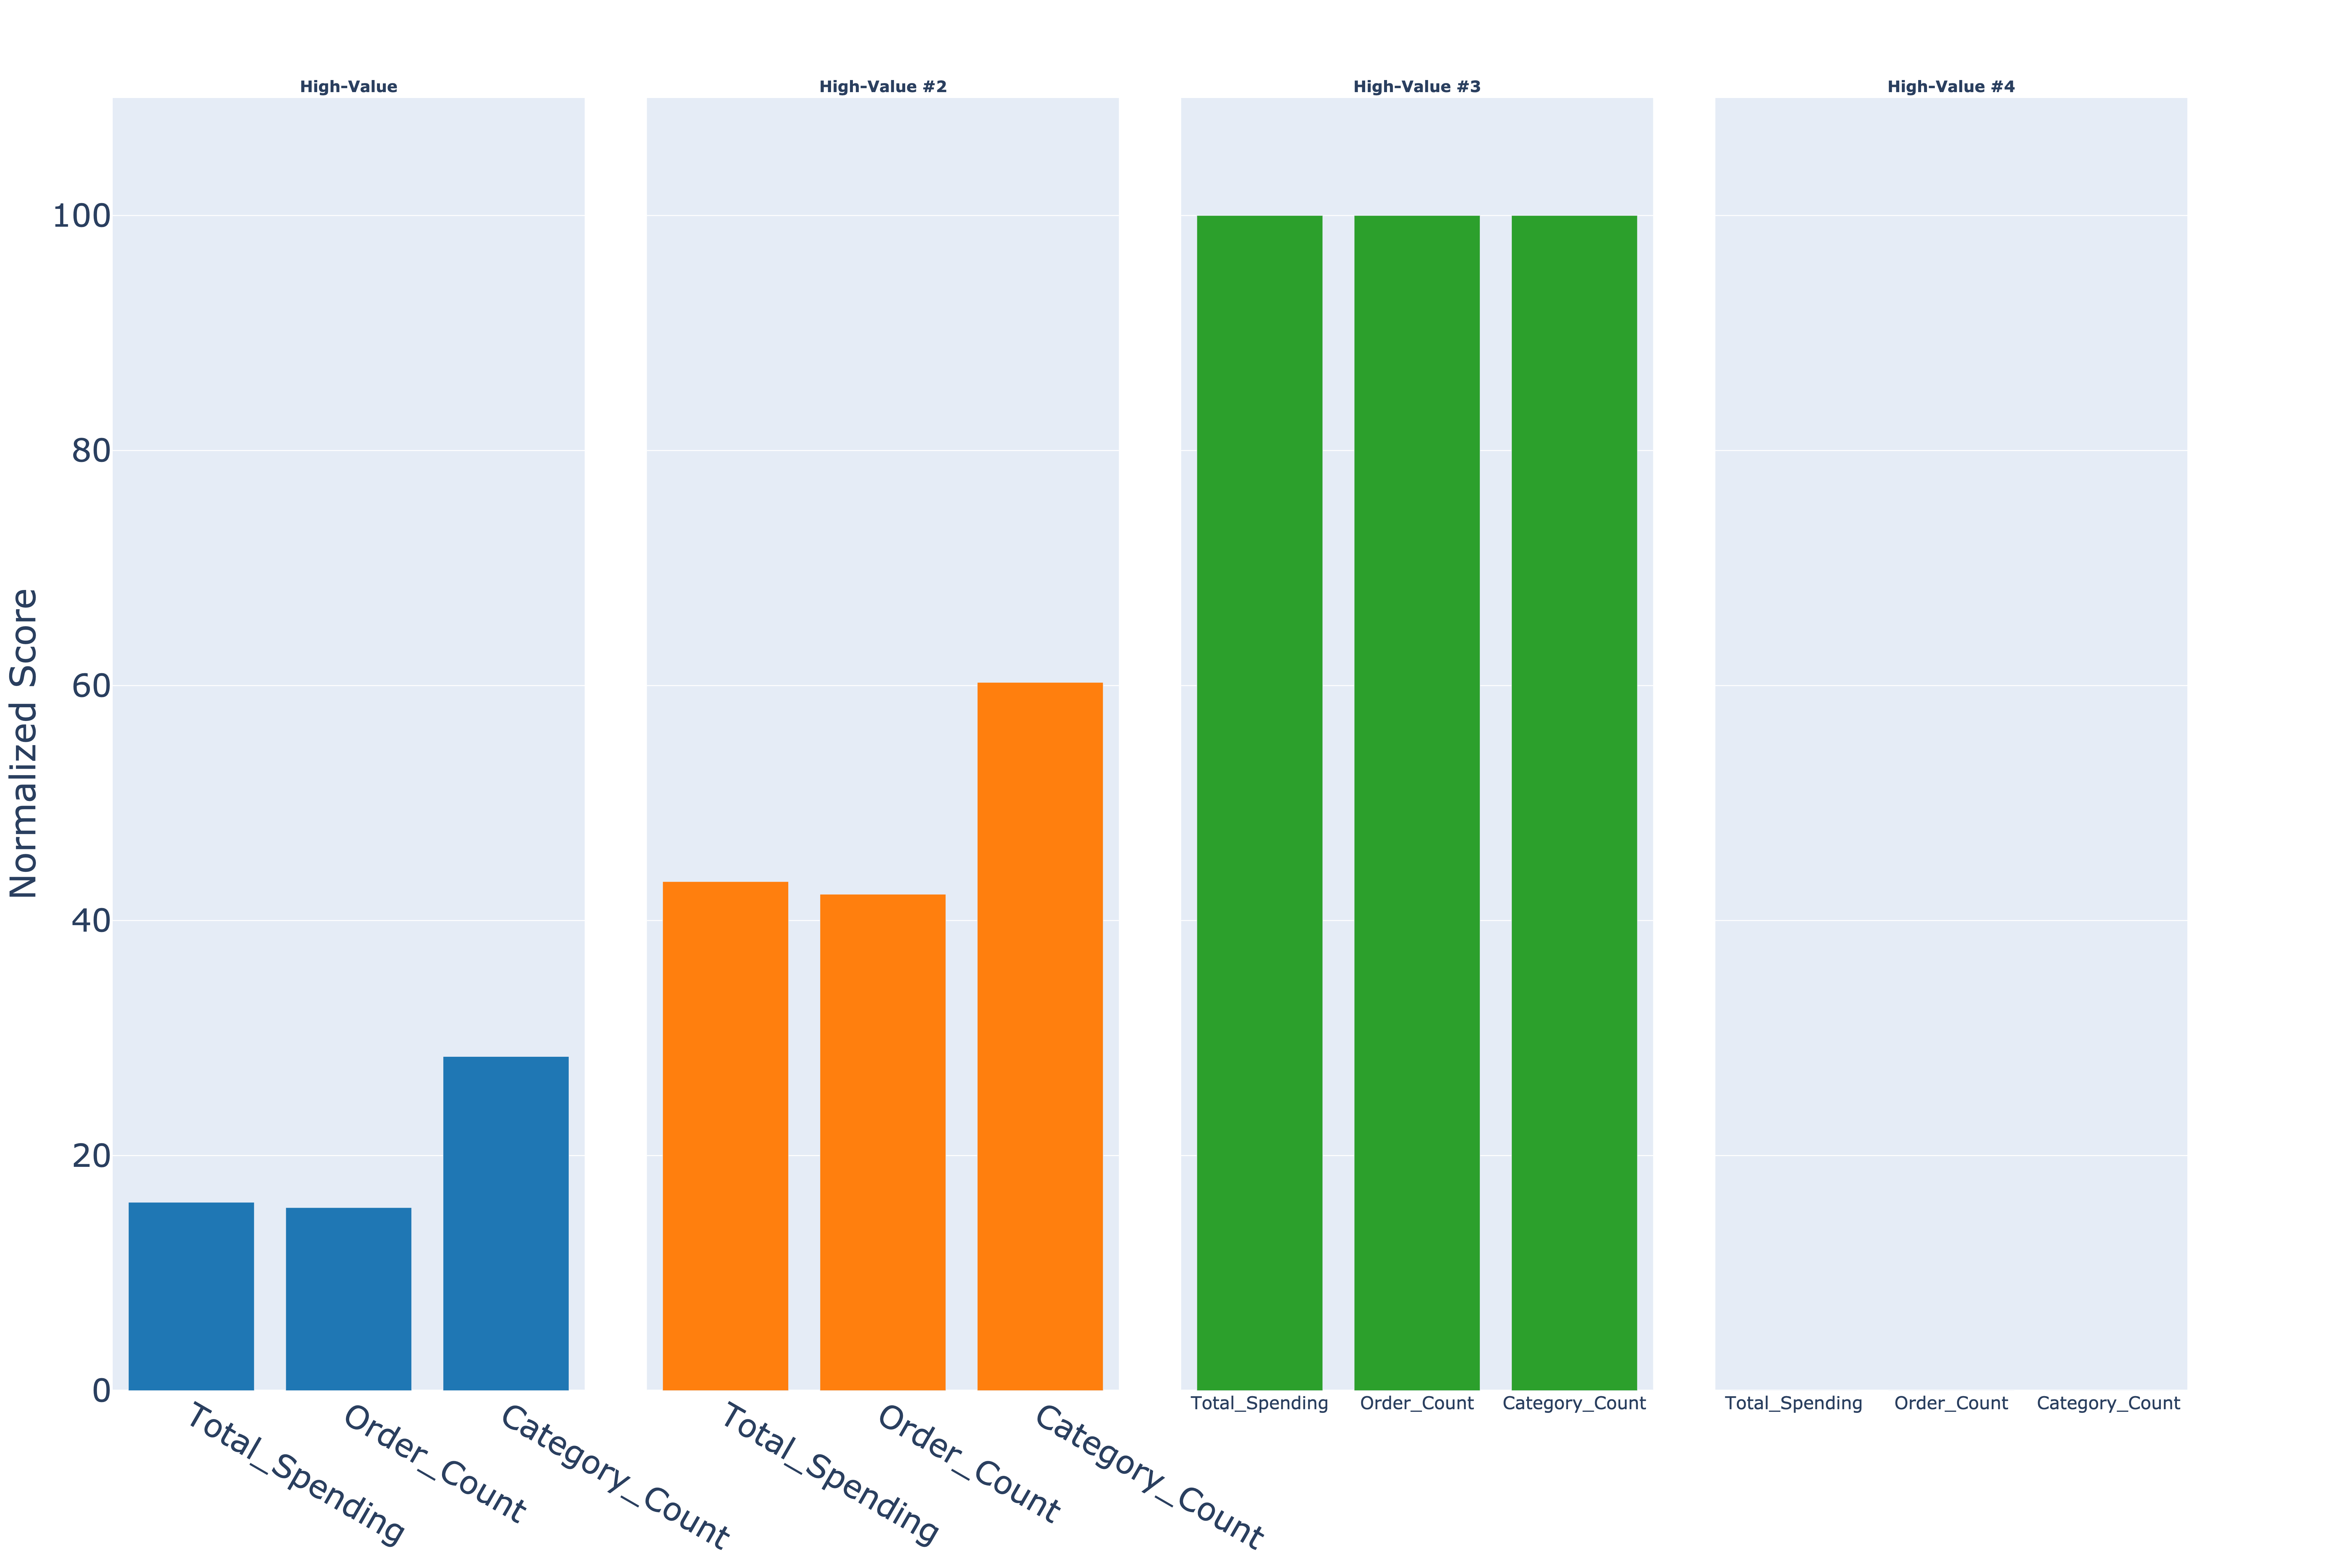 High-Value
High-Value #2
High-Value #3
High-Value #4
Normalized Score
100
80
60
40
20
0
Total_Spending
Order_Count
Category_Count
Total_Spending
Order_Count
Category_Count
Total_Spending
Order_Count
Category_Count
Total_Spending
Order_Count
Category_Count